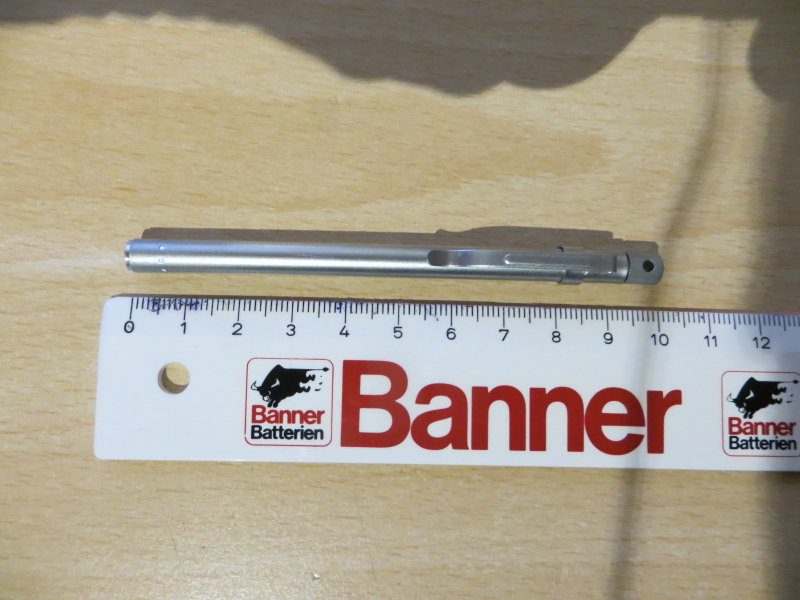 0 1 2 3 4 5 6 7 8 9 10 11 12
Banner
Batterien
Banner
Banner
Batterien